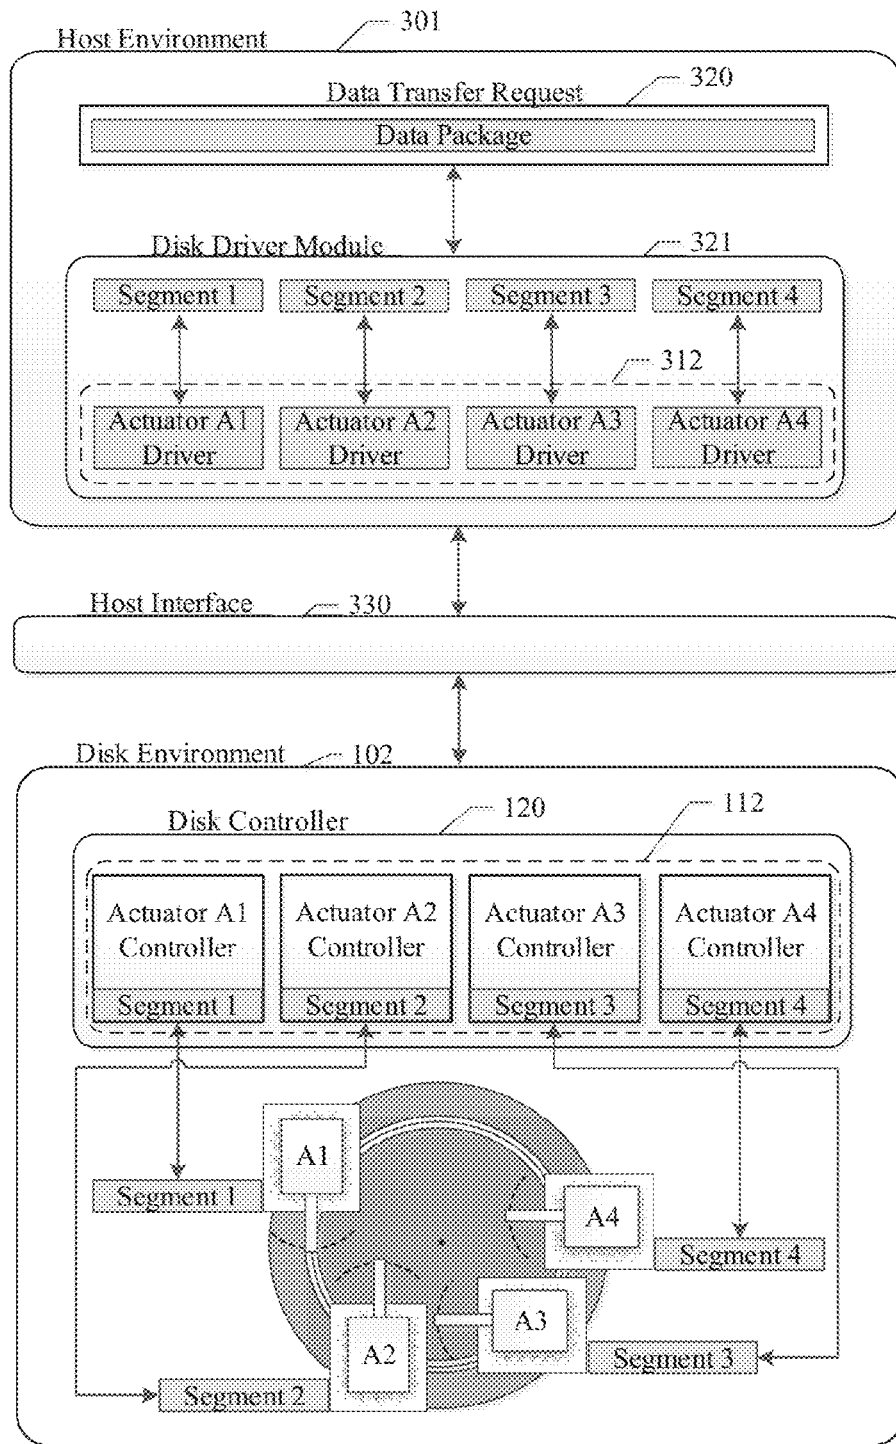 Host Environment 301
Data Transfer Request 320
Data Package
Disk Driver Module 321
Segment 1 Segment 2 Segment 3 Segment 4
312
Actuator A1 Driver
Actuator A2 Driver
Actuator A3 Driver
Actuator A4 Driver
Host Interface 330
Disk Environment 102
Disk Controller 120 112
Actuator A1 Controller
Actuator A2 Controller
Actuator A3 Controller
Actuator A4 Controller
Segment 1 Segment 2 Segment 3 Segment 4
A1
Segment 1
A4
Segment 4
A3
Segment 3
A2
Segment 2